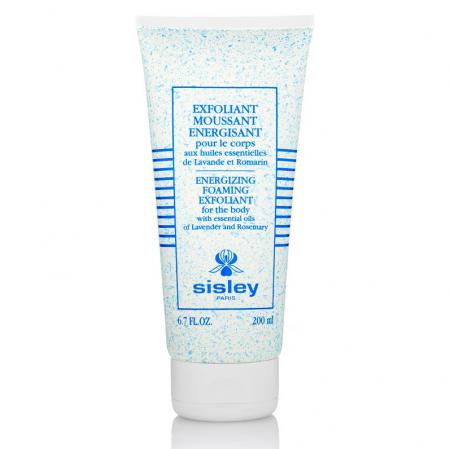 EXFOLIANT
MOUSSANT
ENERGISANT
pour le corps
aux huiles essentielles
de Lavande et Romarin
ENERGIZING
FOAMING
EXFOLIANT
for the body
with essential oils
of Lavender and Rosemary
sisley
PARIS
6.7 FL.OZ. 200 ml